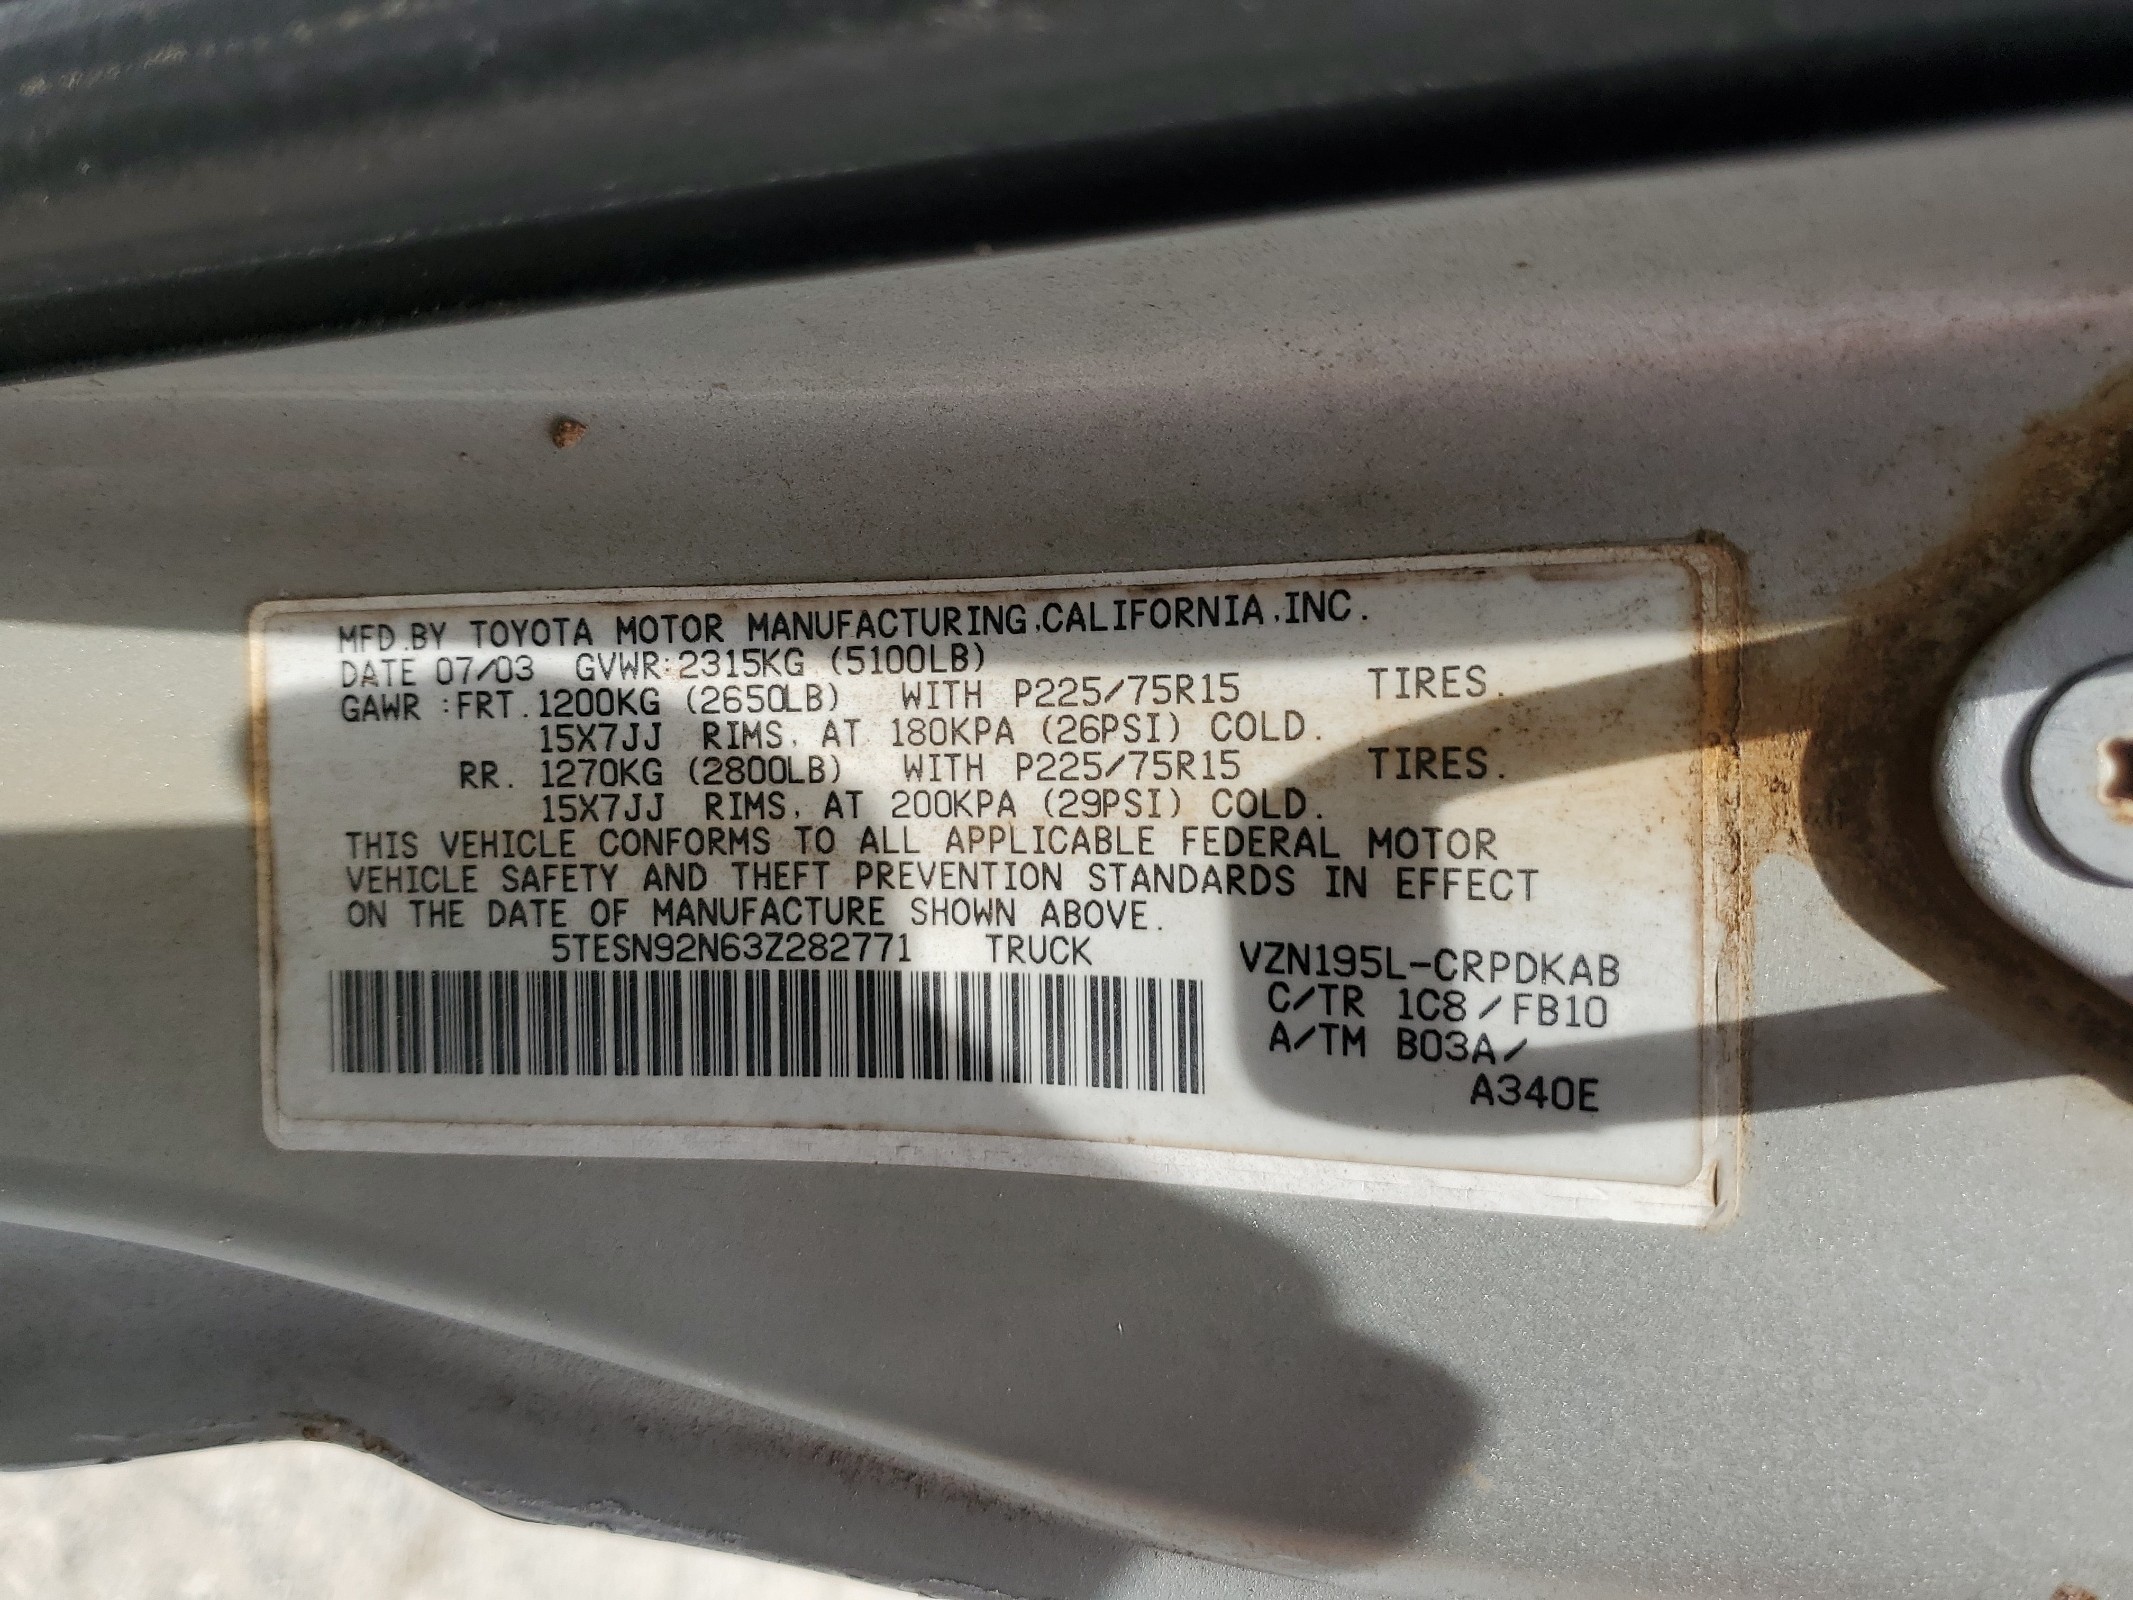 MFD.BY TOYOTA MOTOR MANUFACTURING,CALIFORNIA,INC.
DATE 07/03 GVWR:2315KG (5100LB)
GAWR :FRT.1200KG (2650LB) WITH P225/75R15 TIRES.
15X7JJ RIMS, AT 180KPA (26PSI) COLD.
RR. 1270KG (2800LB) WITH P225/75R15 TIRES.
15X7JJ RIMS, AT 200KPA (29PSI) COLD.
THIS VEHICLE CONFORMS TO ALL APPLICABLE FEDERAL MOTOR
VEHICLE SAFETY AND THEFT PREVENTION STANDARDS IN EFFECT
ON THE DATE OF MANUFACTURE SHOWN ABOVE.
5TESN92N63Z282771 TRUCK VZN195L-CRPDKAB
C/TR 1C8/FB10
A/TM B03A/
A340E